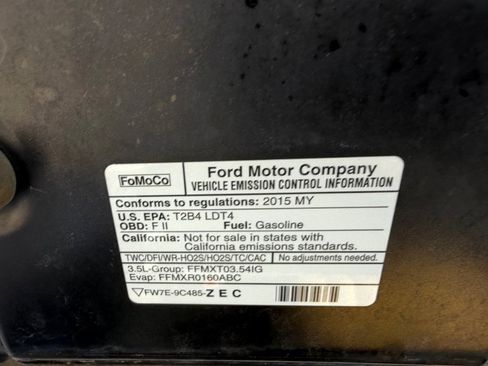 FoMoCo
Ford Motor Company
VEHICLE EMISSION CONTROL INFORMATION
Conforms to regulations: 2015 MY
U.S. EPA: T2B4 LDT4
OBD: F II Fuel: Gasoline
California: Not for sale in states with
California emissions standards.
TWC/DFI/WR-HO2S/HO2S/TC/CAC No adjustments needed.
3.5L-Group: FFMXT03.54IG
Evap: FFMXR0160ABC
FW7E-9C485-ZEC